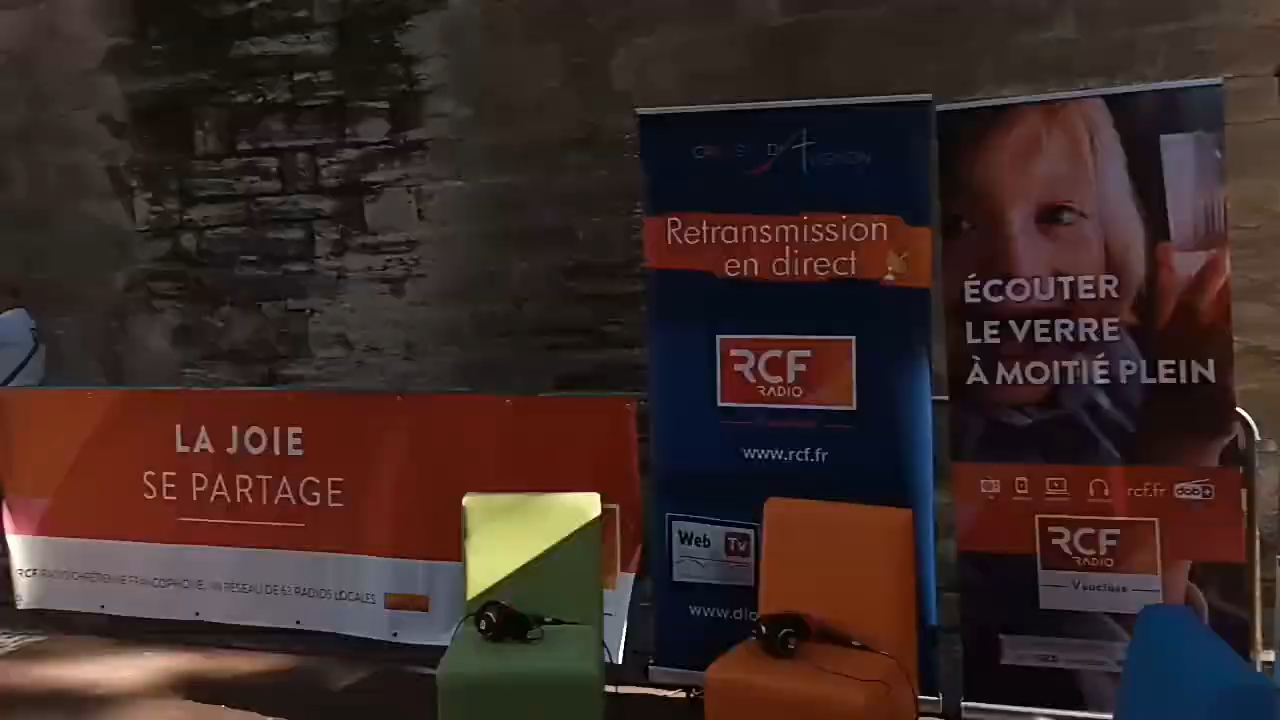 LA JOIE
SE PARTAGE
RCF RADIO CHRÉTIENNE FRANCOPHONE, UN RÉSEAU DE 63 RADIOS LOCALES
Retransmission
en direct
RCF
RADIO
www.rcf.fr
Web TV
ÉCOUTER
LE VERRE
À MOITIÉ PLEIN
rcf.fr dab+
RCF
RADIO
Vaucluse